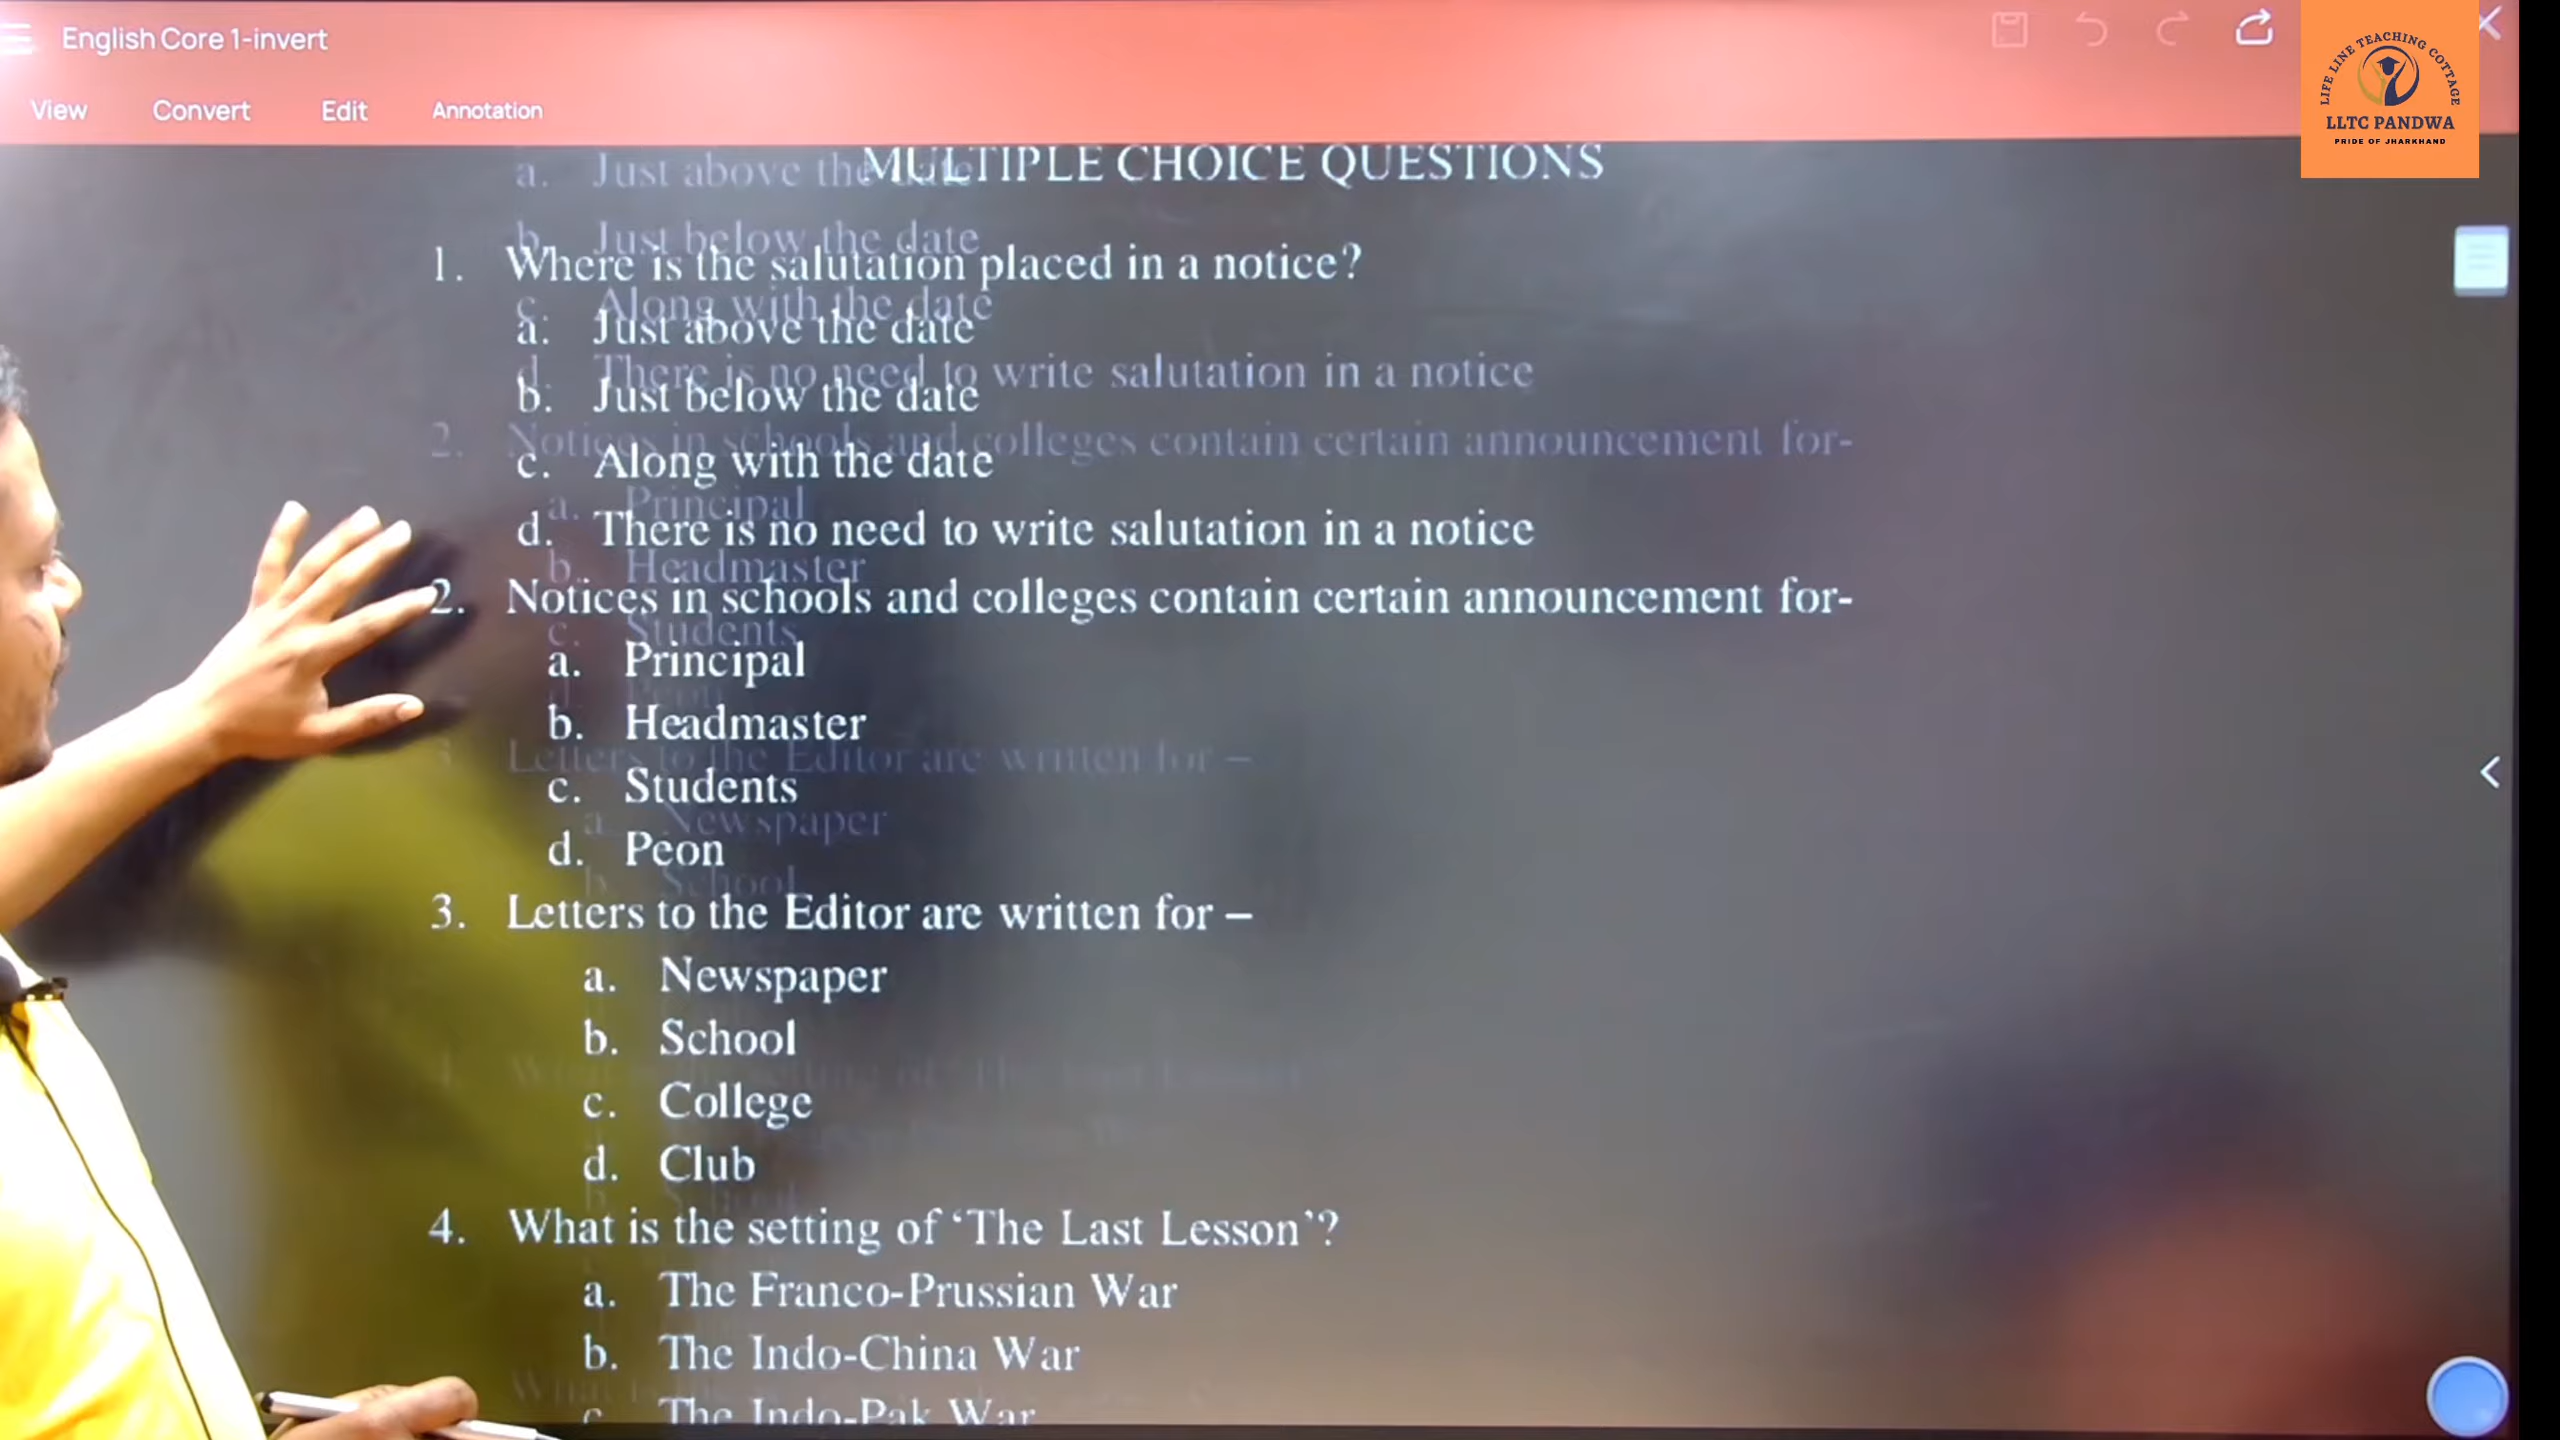 English Core 1-invert
View Convert Edit Annotation
LIFE LINE TEACHING COTTAGE
LLTC PANDWA
PRIDE OF JHARKHAND
MULTIPLE CHOICE QUESTIONS
1. Where is the salutation placed in a notice?
a. Just above the date
b. Just below the date
c. Along with the date
d. There is no need to write salutation in a notice
2. Notices in schools and colleges contain certain announcement for-
a. Principal
b. Headmaster
c. Students
d. Peon
3. Letters to the Editor are written for –
a. Newspaper
b. School
c. College
d. Club
4. What is the setting of ‘The Last Lesson’?
a. The Franco-Prussian War
b. The Indo-China War
c The Indo-Pak War